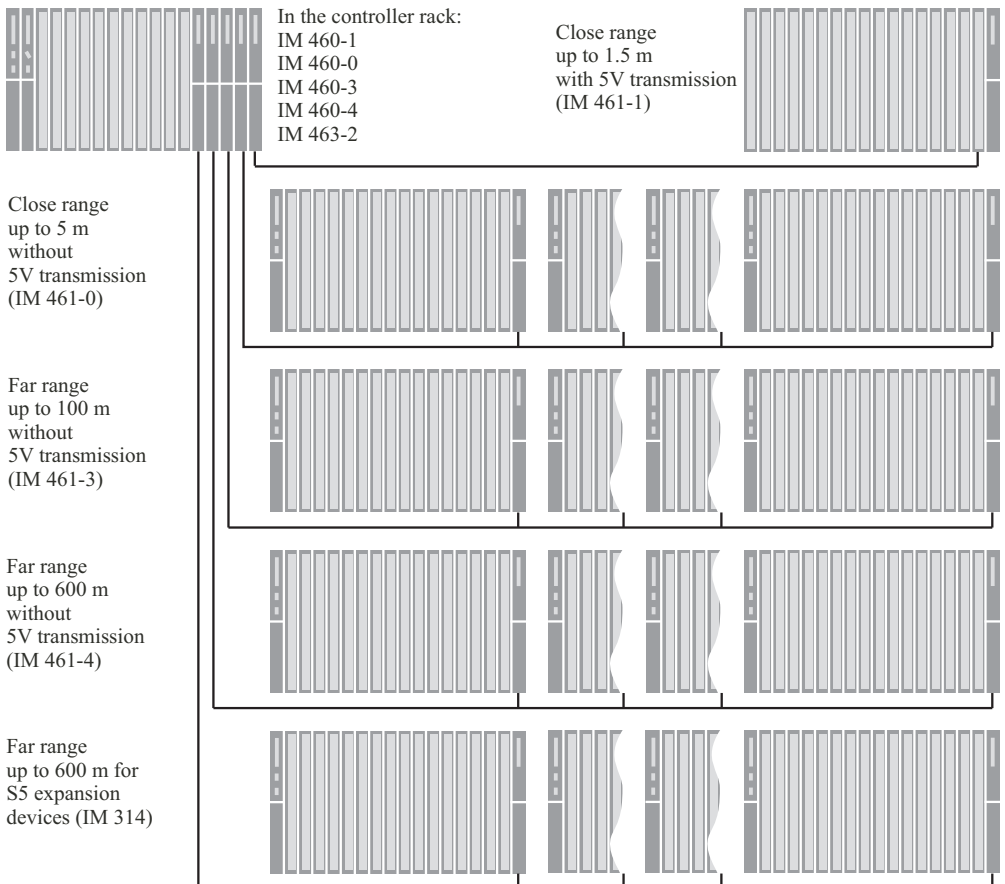 In the controller rack:
IM 460-1
IM 460-0
IM 460-3
IM 460-4
IM 463-2
Close range
up to 1.5 m
with 5V transmission
(IM 461-1)
Close range
up to 5 m
without
5V transmission
(IM 461-0)
Far range
up to 100 m
without
5V transmission
(IM 461-3)
Far range
up to 600 m
without
5V transmission
(IM 461-4)
Far range
up to 600 m for
S5 expansion
devices (IM 314)